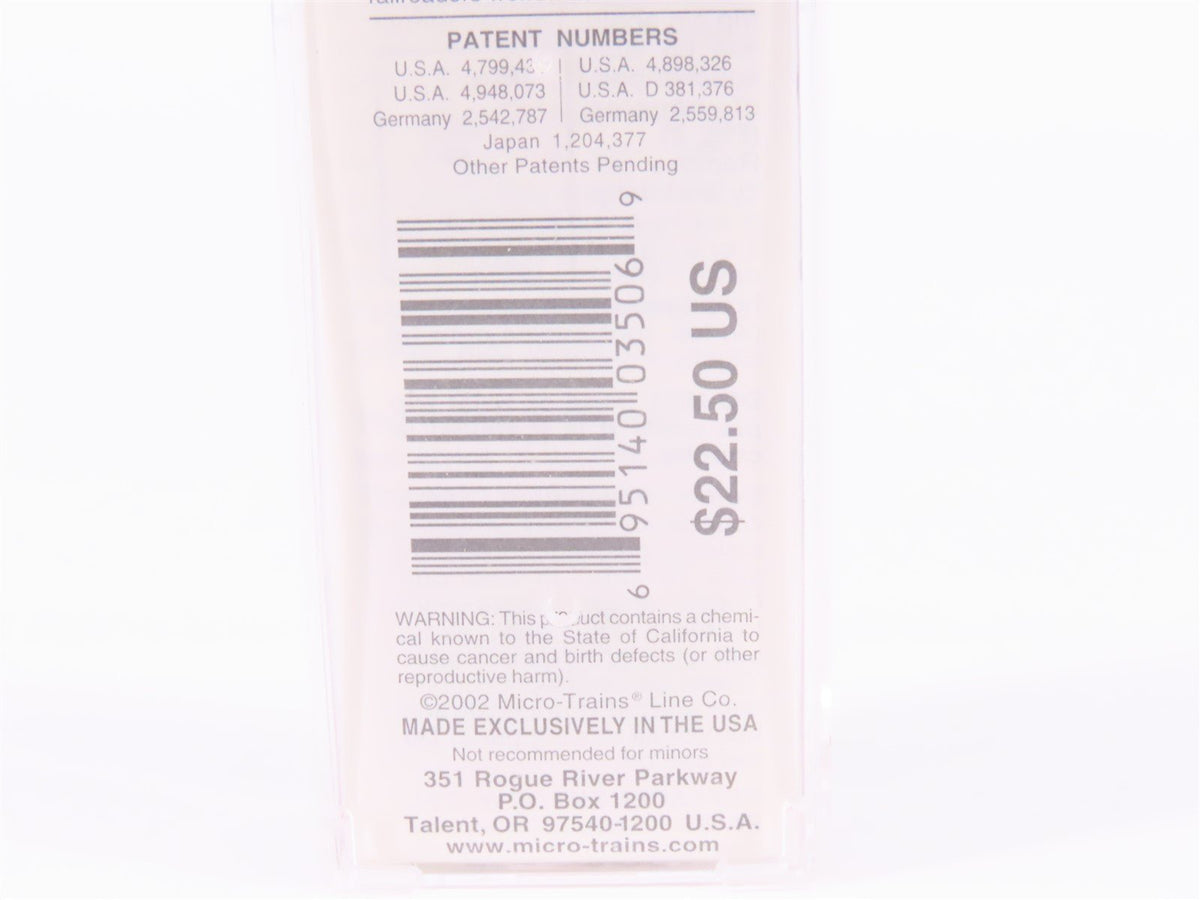 PATENT NUMBERS
U.S.A. 4,799,43 | U.S.A. 4,898,326
U.S.A. 4,948,073 | U.S.A. D 381,376
Germany 2,542,787 | Germany 2,559,813
Japan 1,204,377
Other Patents Pending
6 95140 03506 9
$22.50 US
WARNING: This product contains a chemi-
cal known to the State of California to
cause cancer and birth defects (or other
reproductive harm).
©2002 Micro-Trains® Line Co.
MADE EXCLUSIVELY IN THE USA
Not recommended for minors
351 Rogue River Parkway
P.O. Box 1200
Talent, OR 97540-1200 U.S.A.
www.micro-trains.com